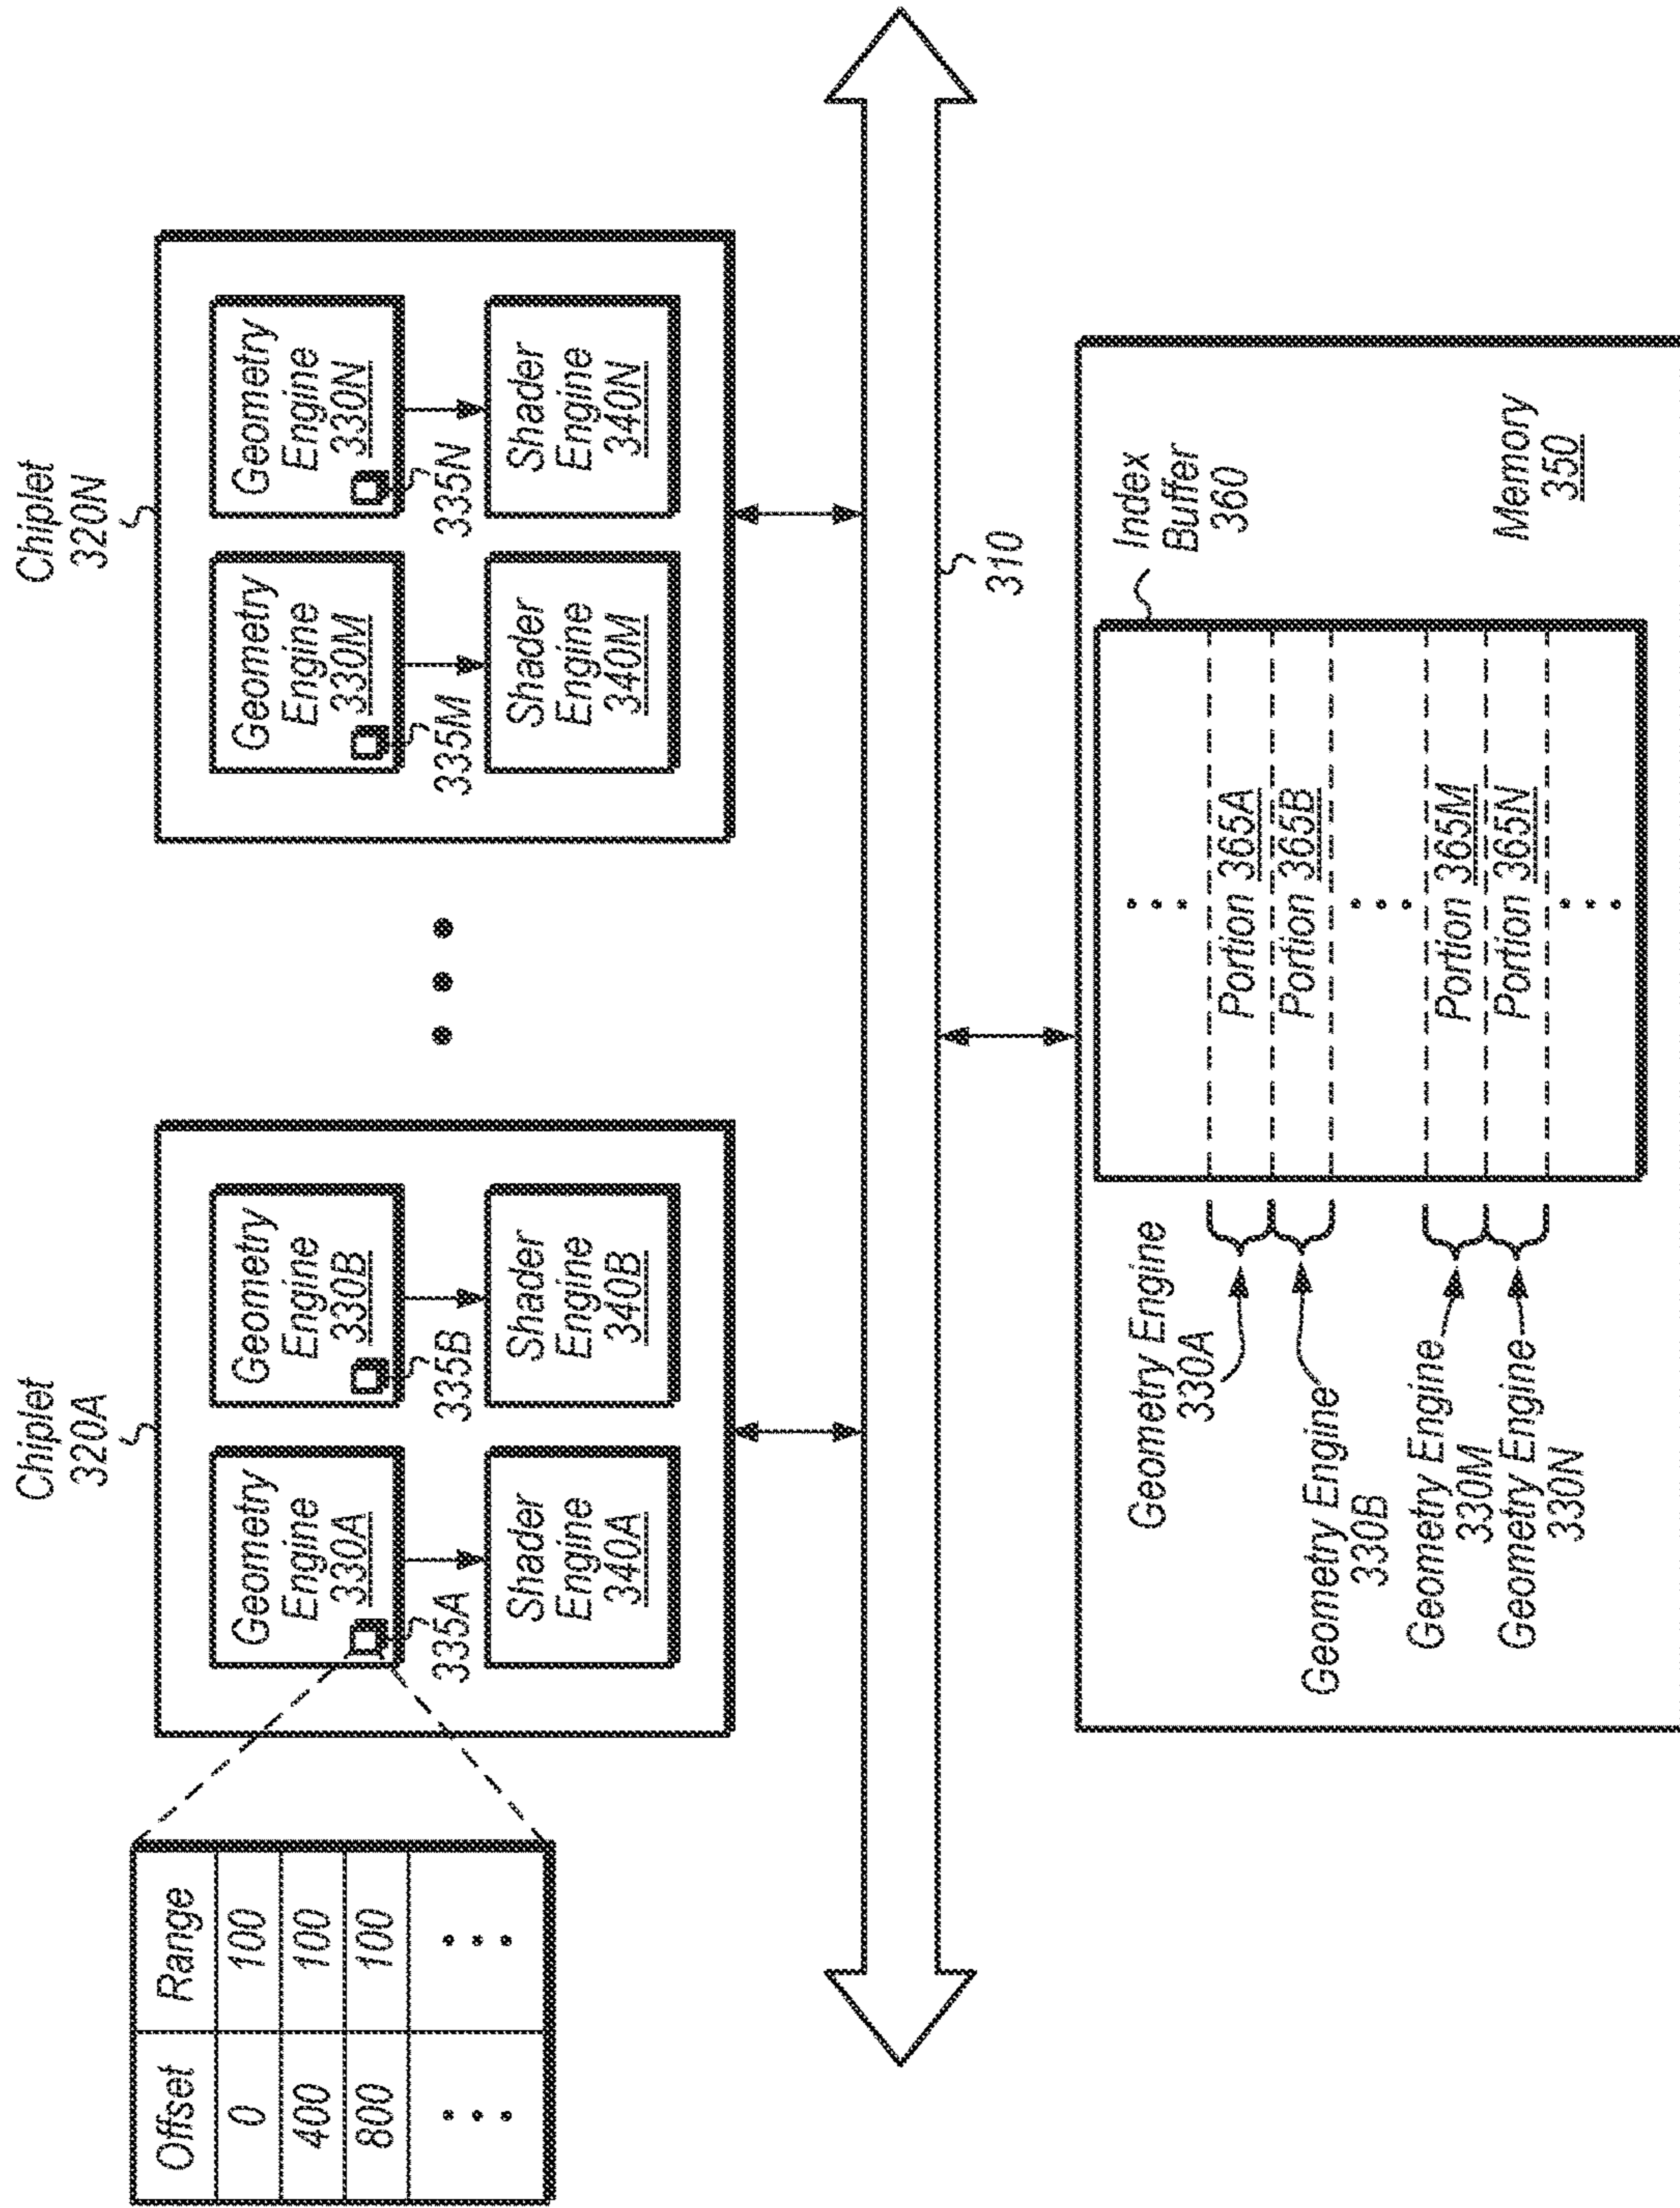 Chiplet
320A
Chiplet
320N
Offset Range
0 100
400 100
800 100
Geometry
Engine
330A
335A
Shader
Engine
340A
Geometry
Engine
330B
335B
Shader
Engine
340B
Geometry
Engine
330M
335M
Shader
Engine
340M
Geometry
Engine
330N
335N
Shader
Engine
340N
310
Geometry Engine
330A
Geometry Engine
330B
Geometry Engine
330M
Geometry Engine
330N
Portion 365A
Portion 365B
Portion 365M
Portion 365N
Index
Buffer
360
Memory
350